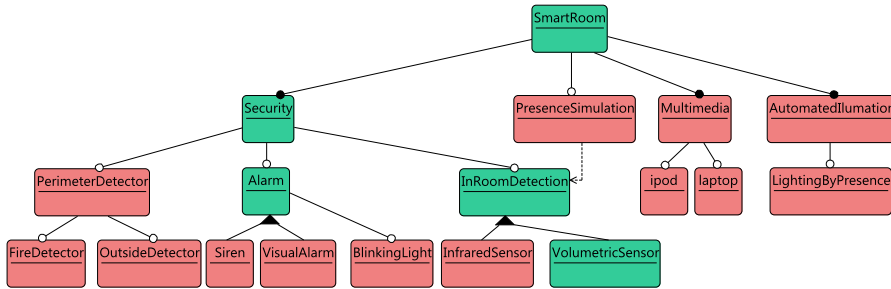 SmartRoom
Security
PresenceSimulation
Multimedia
AutomatedIlumation
PerimeterDetector
Alarm
InRoomDetection
ipod
laptop
LightingByPresence
FireDetector
OutsideDetector
Siren
VisualAlarm
BlinkingLight
InfraredSensor
VolumetricSensor